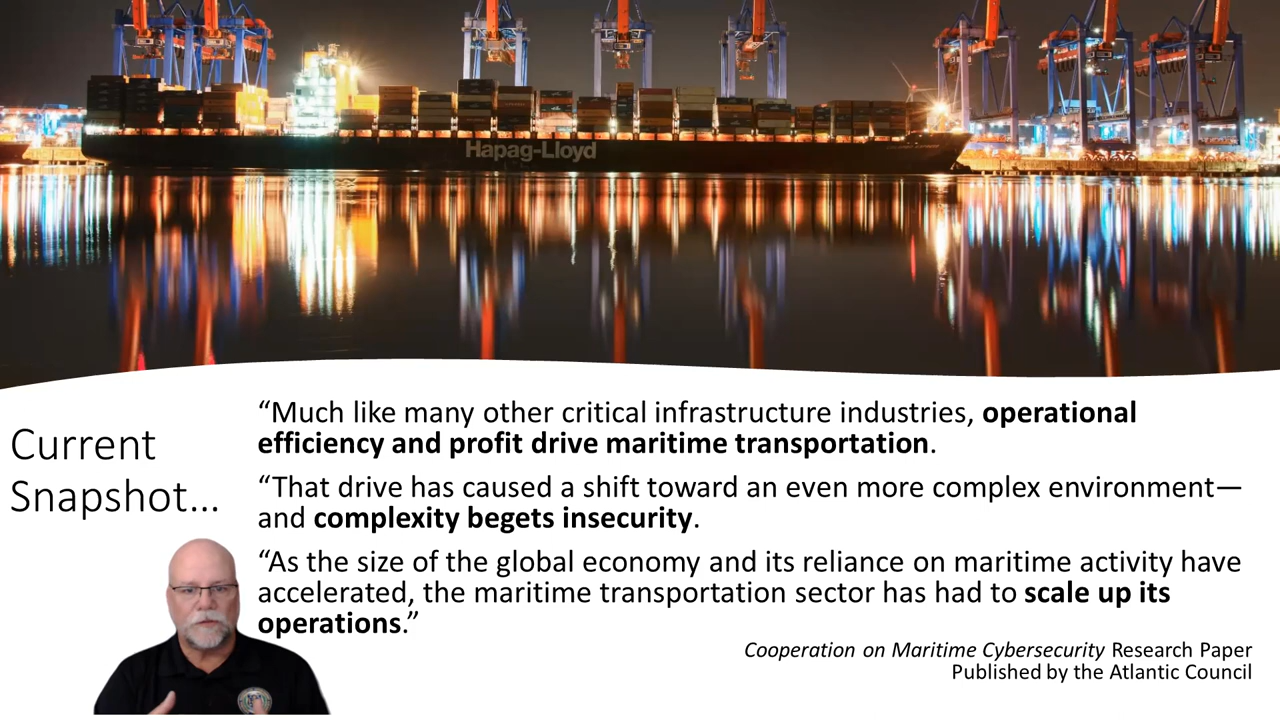 Hapag-Lloyd
Current
Snapshot…
“Much like many other critical infrastructure industries, operational
efficiency and profit drive maritime transportation.
“That drive has caused a shift toward an even more complex environment—
and complexity begets insecurity.
“As the size of the global economy and its reliance on maritime activity have
accelerated, the maritime transportation sector has had to scale up its
operations.”
Cooperation on Maritime Cybersecurity Research Paper
Published by the Atlantic Council